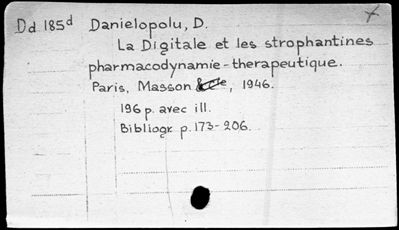 Dd 185d Danielopolu, D.
La Digitale et les strophantines
pharmacodynamie-therapeutique.
Paris, Masson & Cie, 1946.
196 p. avec ill.
Bibliogr. p. 173-206.